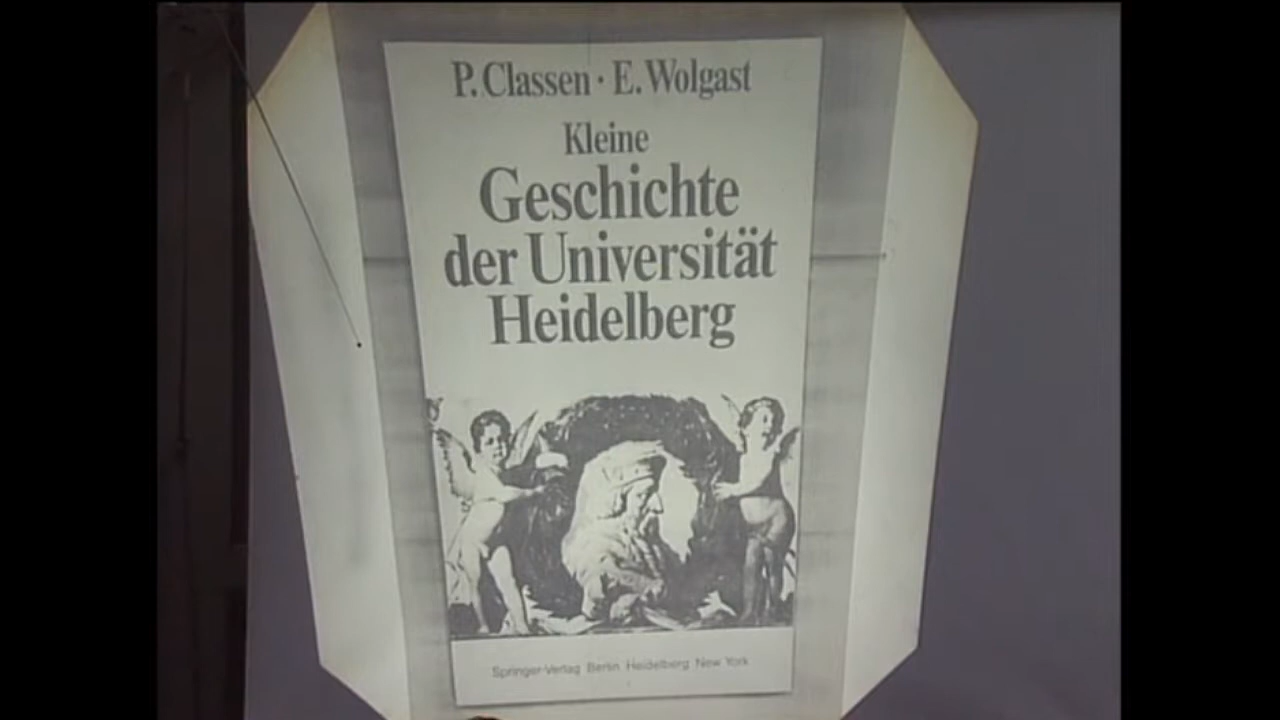 P. Classen · E. Wolgast
Kleine
Geschichte
der Universität
Heidelberg
Springer-Verlag Berlin Heidelberg New York